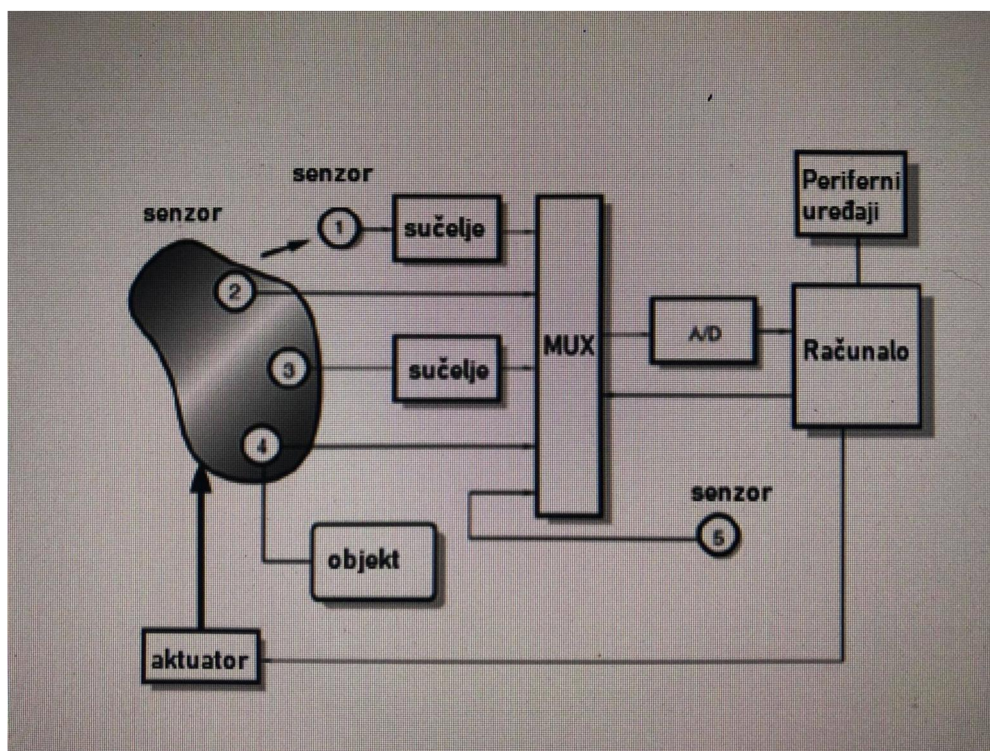 senzor
senzor
1
sučelje
Periferni
uređaji
2
MUX
A/D
Računalo
3
sučelje
4
senzor
5
objekt
aktuator